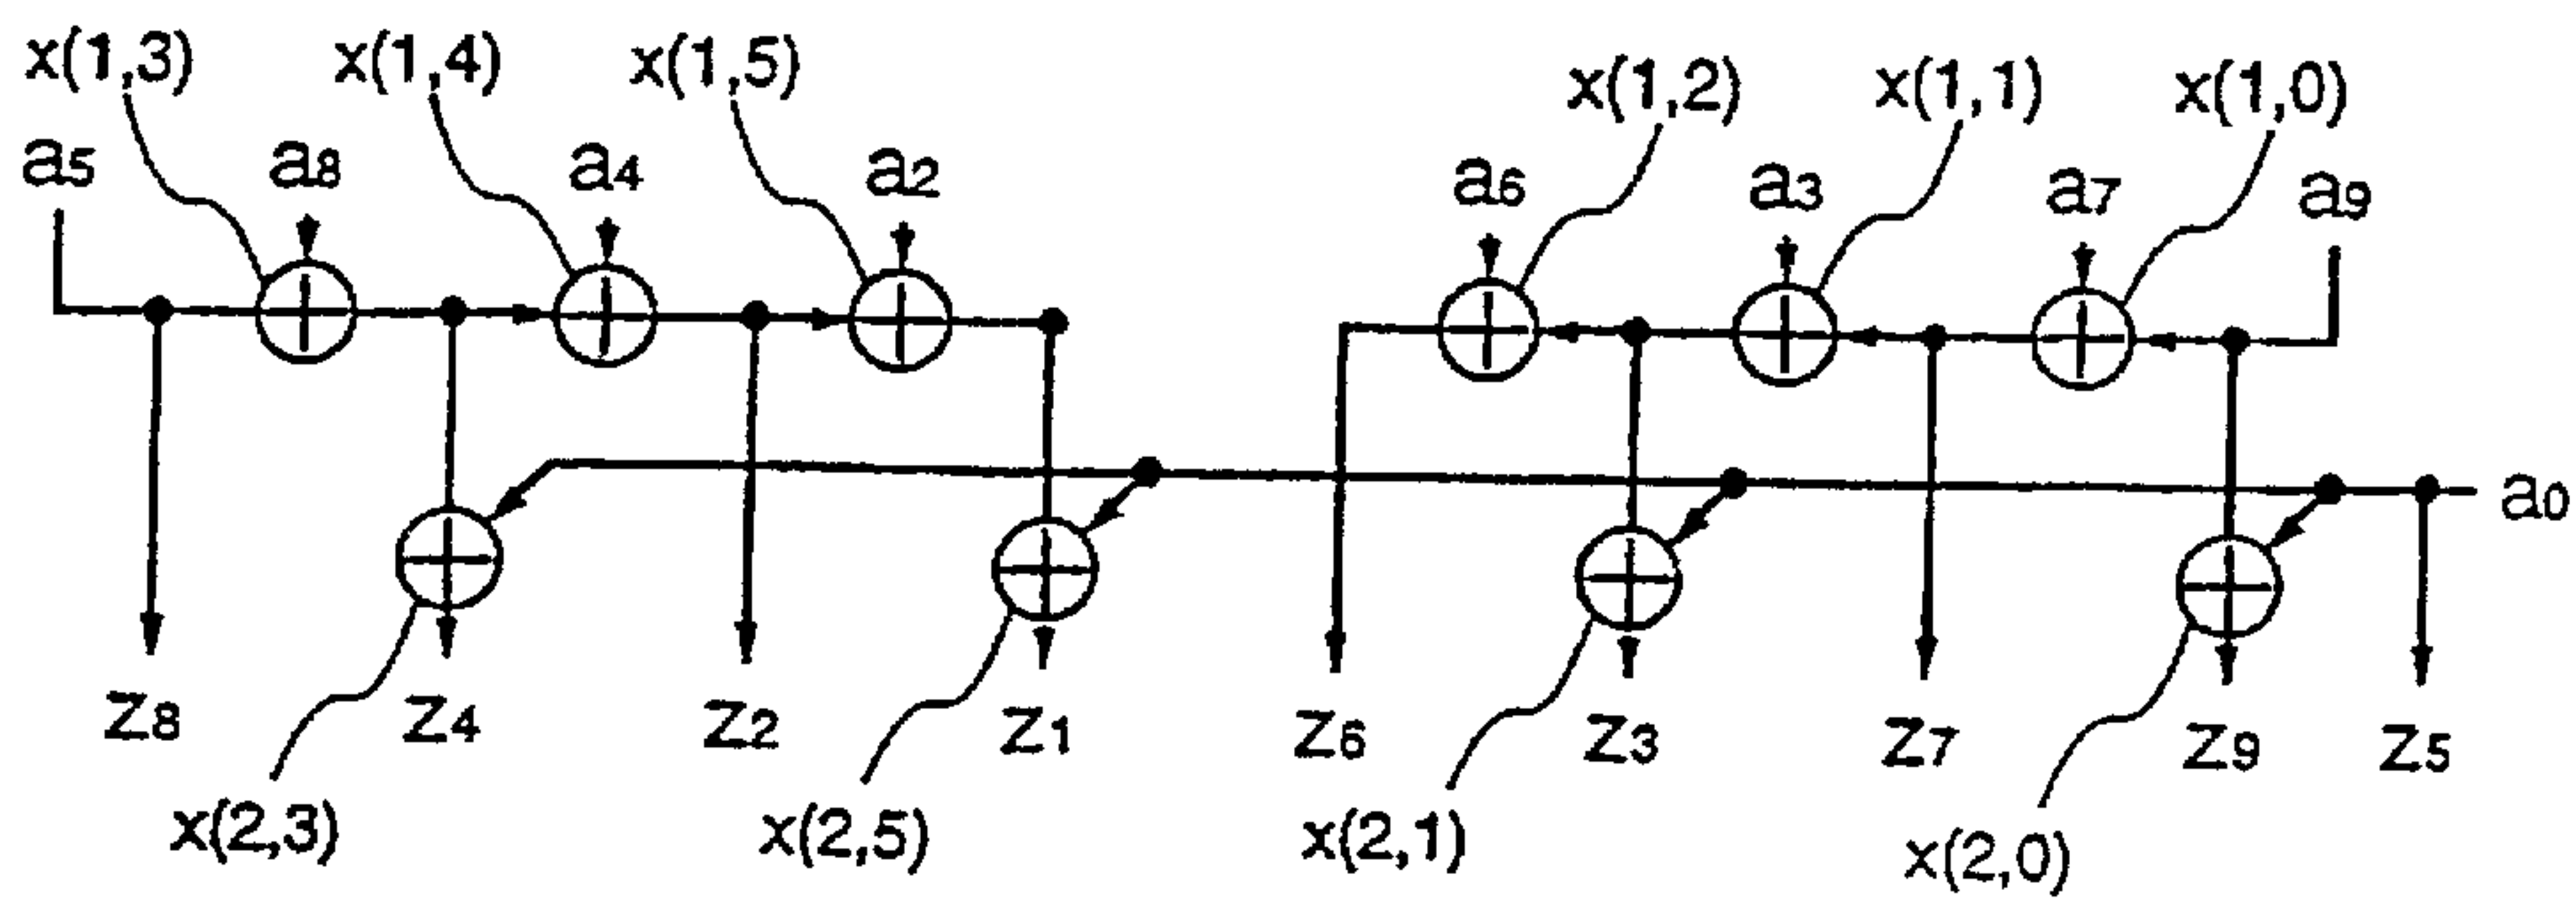 x(1,3) x(1,4) x(1,5) x(1,2) x(1,1) x(1,0)
a5 a8 a4 a2 a6 a3 a7 a9
a0
z8 z4 z2 z1 z6 z3 z7 z9 z5
x(2,3) x(2,5) x(2,1) x(2,0)